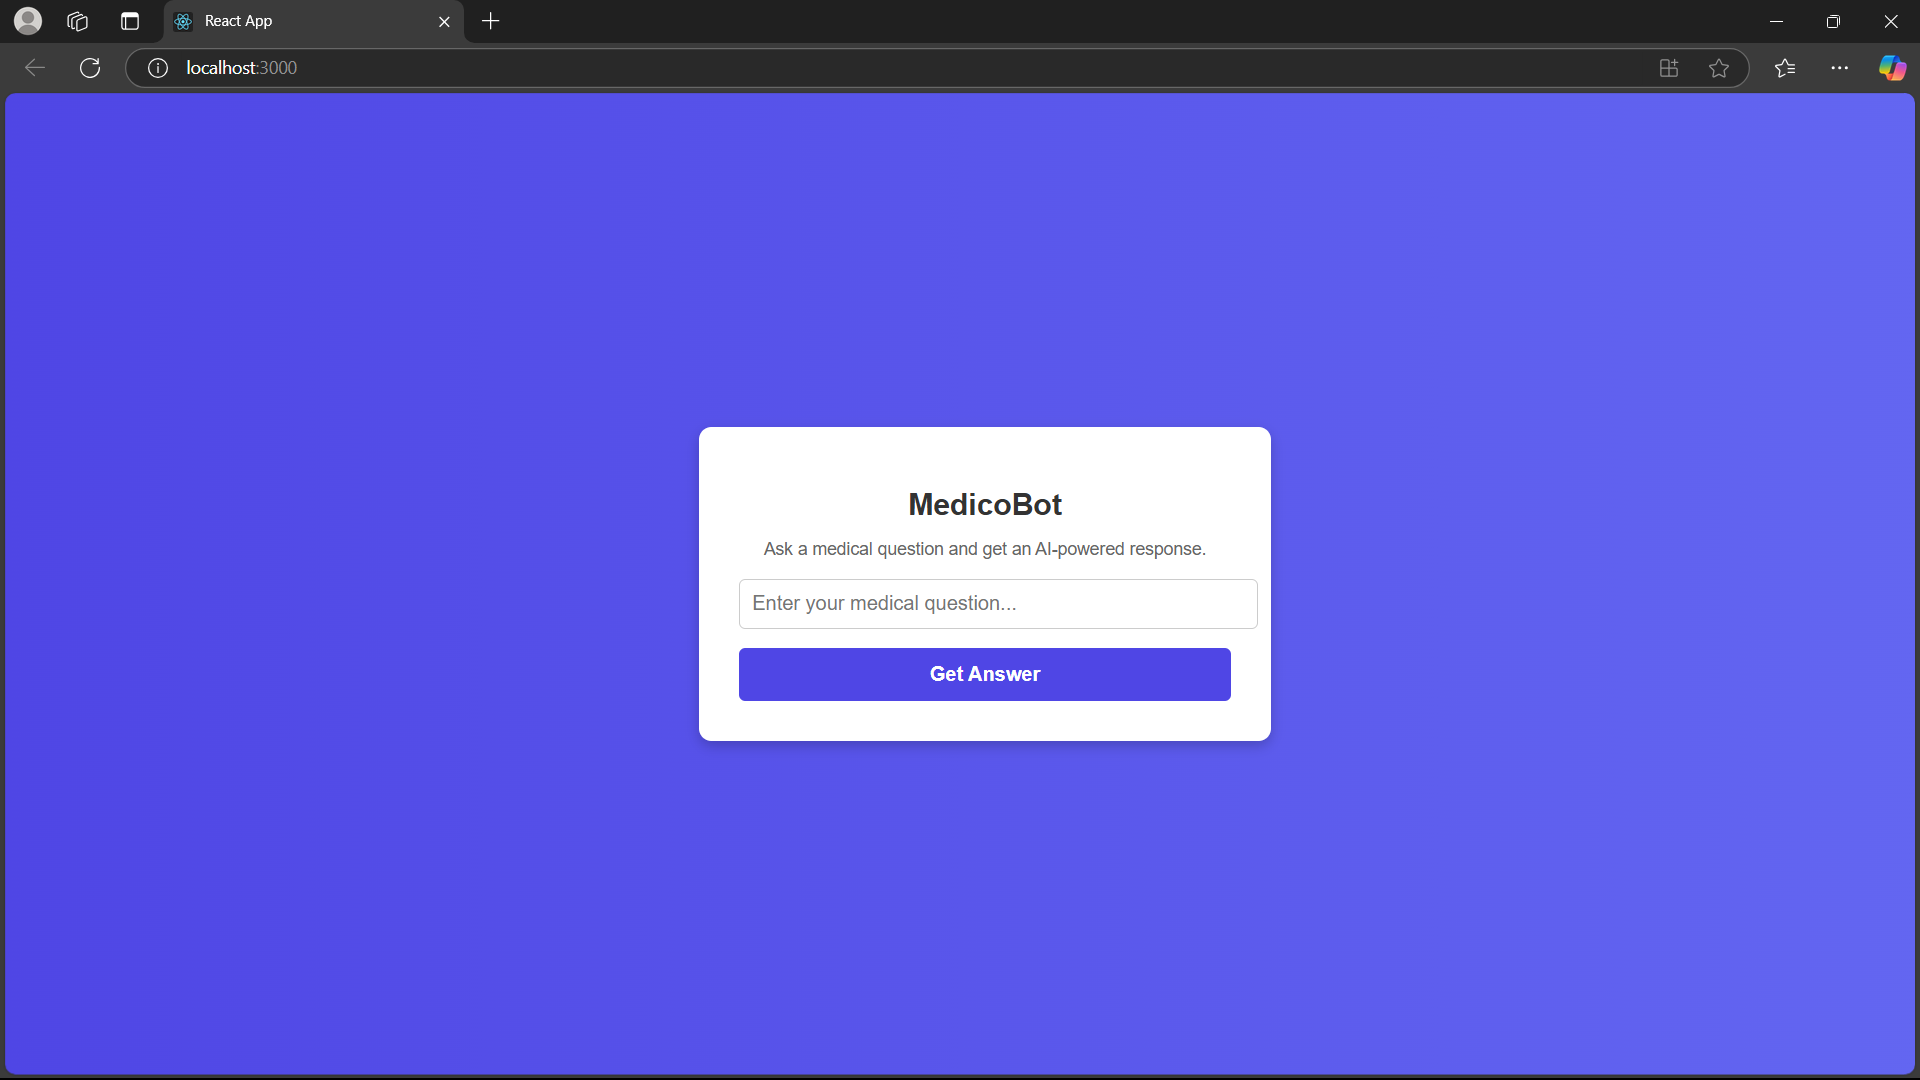 React App
localhost:3000
MedicoBot
Ask a medical question and get an AI-powered response.
Enter your medical question...
Get Answer